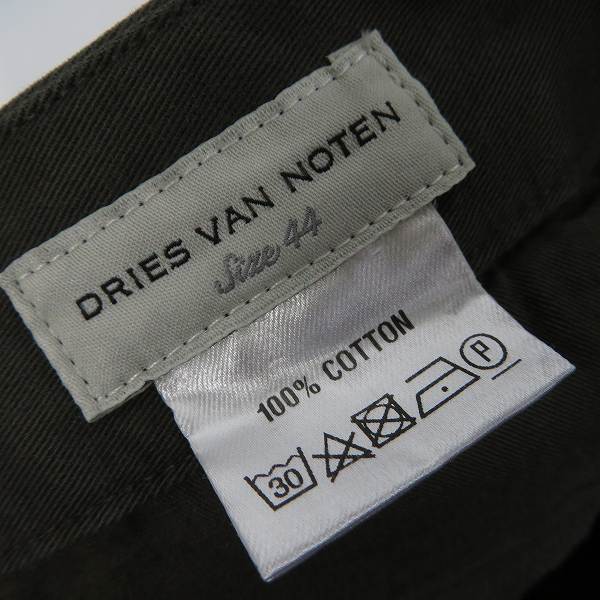 DRIES VAN NOTEN
Size 44
100% COTTON
30 P